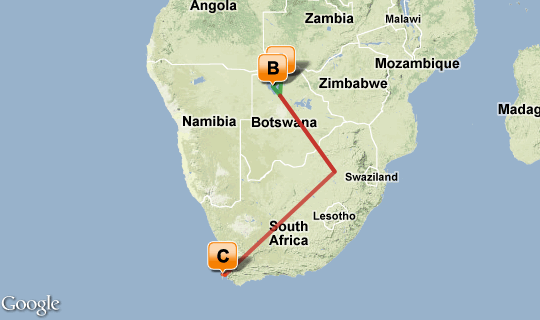 Angola
Zambia
Malawi
B
Mozambique
Zimbabwe
Madag
Namibia
Botswana
Swaziland
Lesotho
South
Africa
C
Google